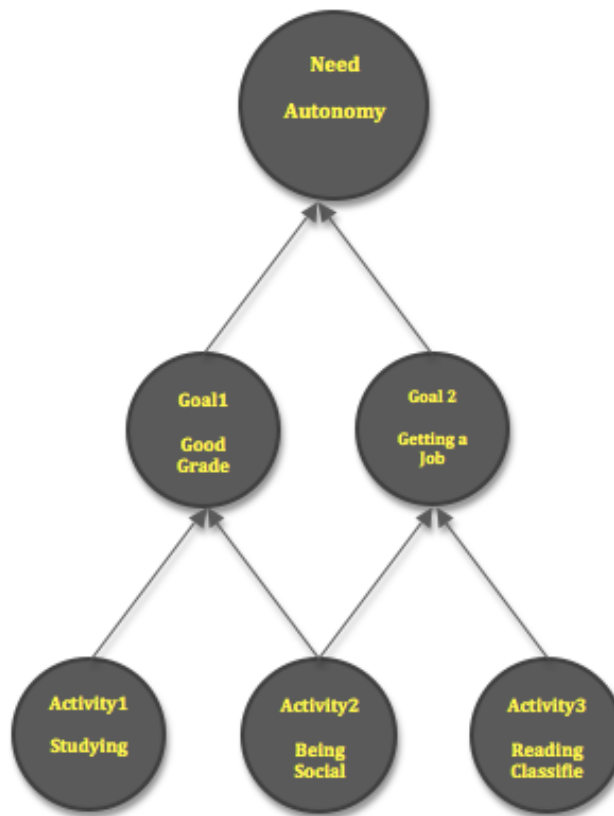 Need
Autonomy
Goal1
Good
Grade
Goal 2
Getting a
Job
Activity1
Studying
Activity2
Being
Social
Activity3
Reading
Classifie